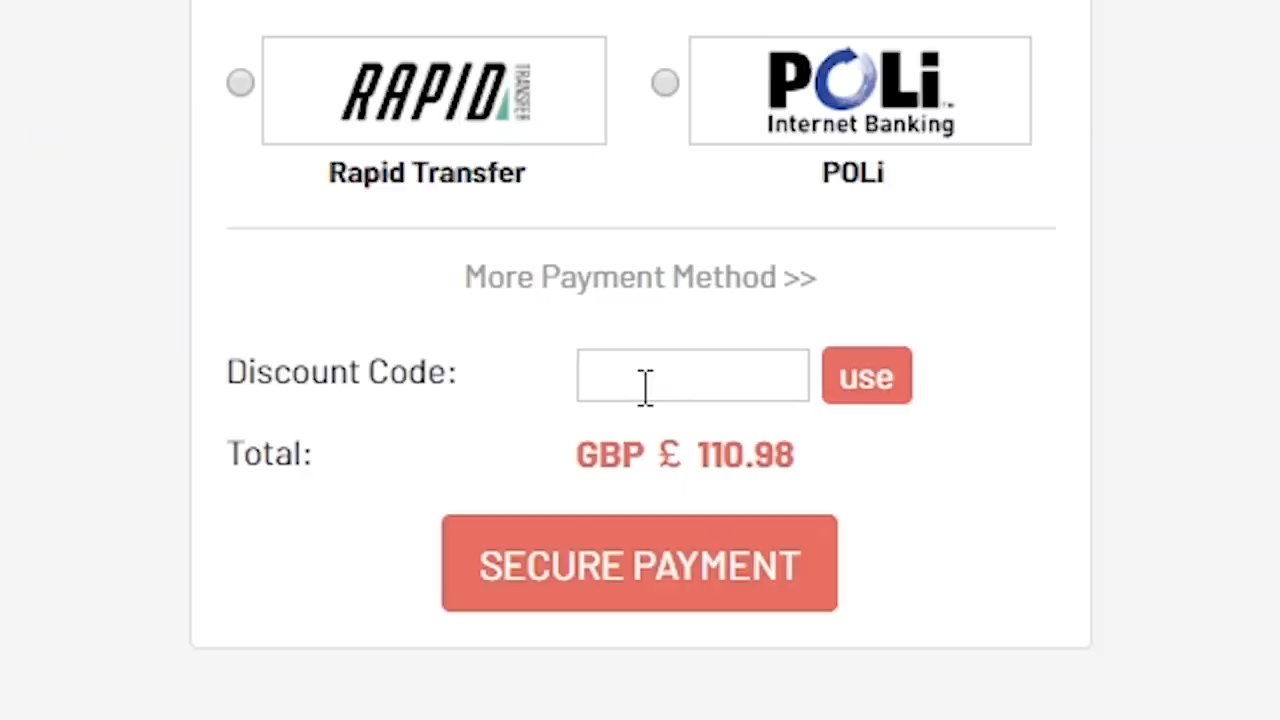 RAPID TRANSFER
POLi™
Internet Banking
Rapid Transfer
POLi
More Payment Method >>
Discount Code:
use
Total:
GBP £ 110.98
SECURE PAYMENT